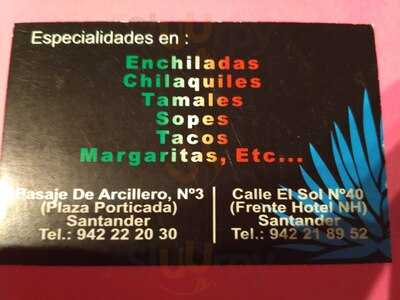 Especialidades en :
Enchiladas
Chilaquiles
Tamales
Sopes
Tacos
Margaritas, Etc...
Pasaje De Arcillero, Nº3
(Plaza Porticada)
Santander
Tel.: 942 22 20 30
Calle El Sol Nº40
(Frente Hotel NH)
Santander
Tel.: 942 21 89 52